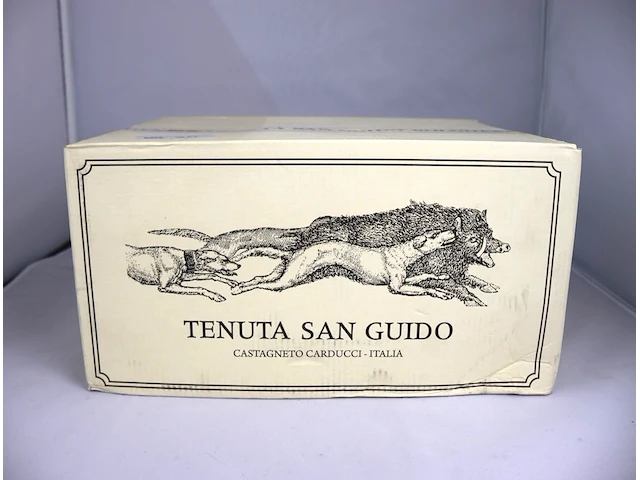 TENUTA SAN GUIDO
CASTAGNETO CARDUCCI - ITALIA